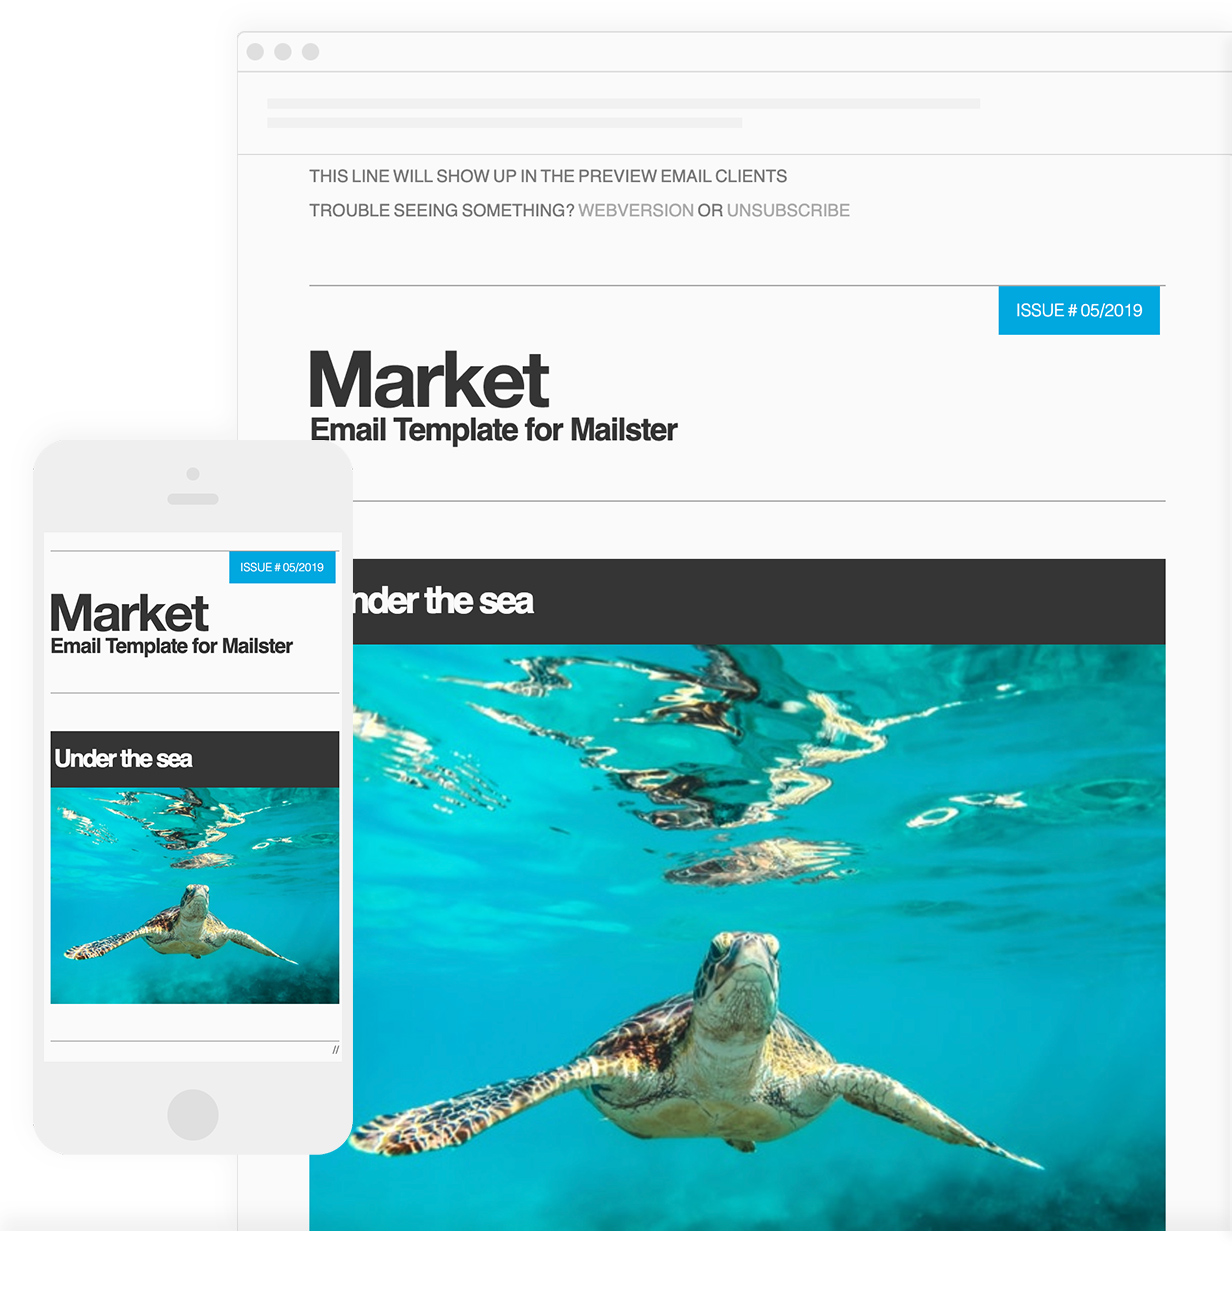 THIS LINE WILL SHOW UP IN THE PREVIEW EMAIL CLIENTS
TROUBLE SEEING SOMETHING? WEBVERSION OR UNSUBSCRIBE
ISSUE # 05/2019
Market
Email Template for Mailster
nder the sea
ISSUE # 05/2019
Market
Email Template for Mailster
Under the sea
//